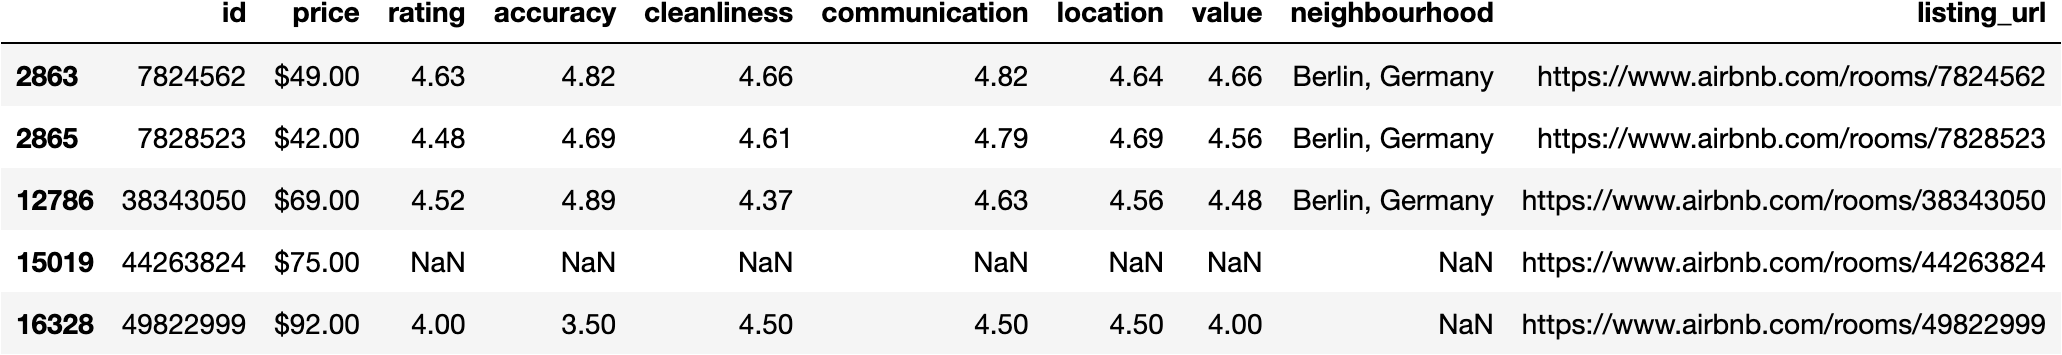 id price rating accuracy cleanliness communication location value neighbourhood listing_url
2863 7824562 $49.00 4.63 4.82 4.66 4.82 4.64 4.66 Berlin, Germany https://www.airbnb.com/rooms/7824562
2865 7828523 $42.00 4.48 4.69 4.61 4.79 4.69 4.56 Berlin, Germany https://www.airbnb.com/rooms/7828523
12786 38343050 $69.00 4.52 4.89 4.37 4.63 4.56 4.48 Berlin, Germany https://www.airbnb.com/rooms/38343050
15019 44263824 $75.00 NaN NaN NaN NaN NaN NaN NaN https://www.airbnb.com/rooms/44263824
16328 49822999 $92.00 4.00 3.50 4.50 4.50 4.50 4.00 NaN https://www.airbnb.com/rooms/49822999